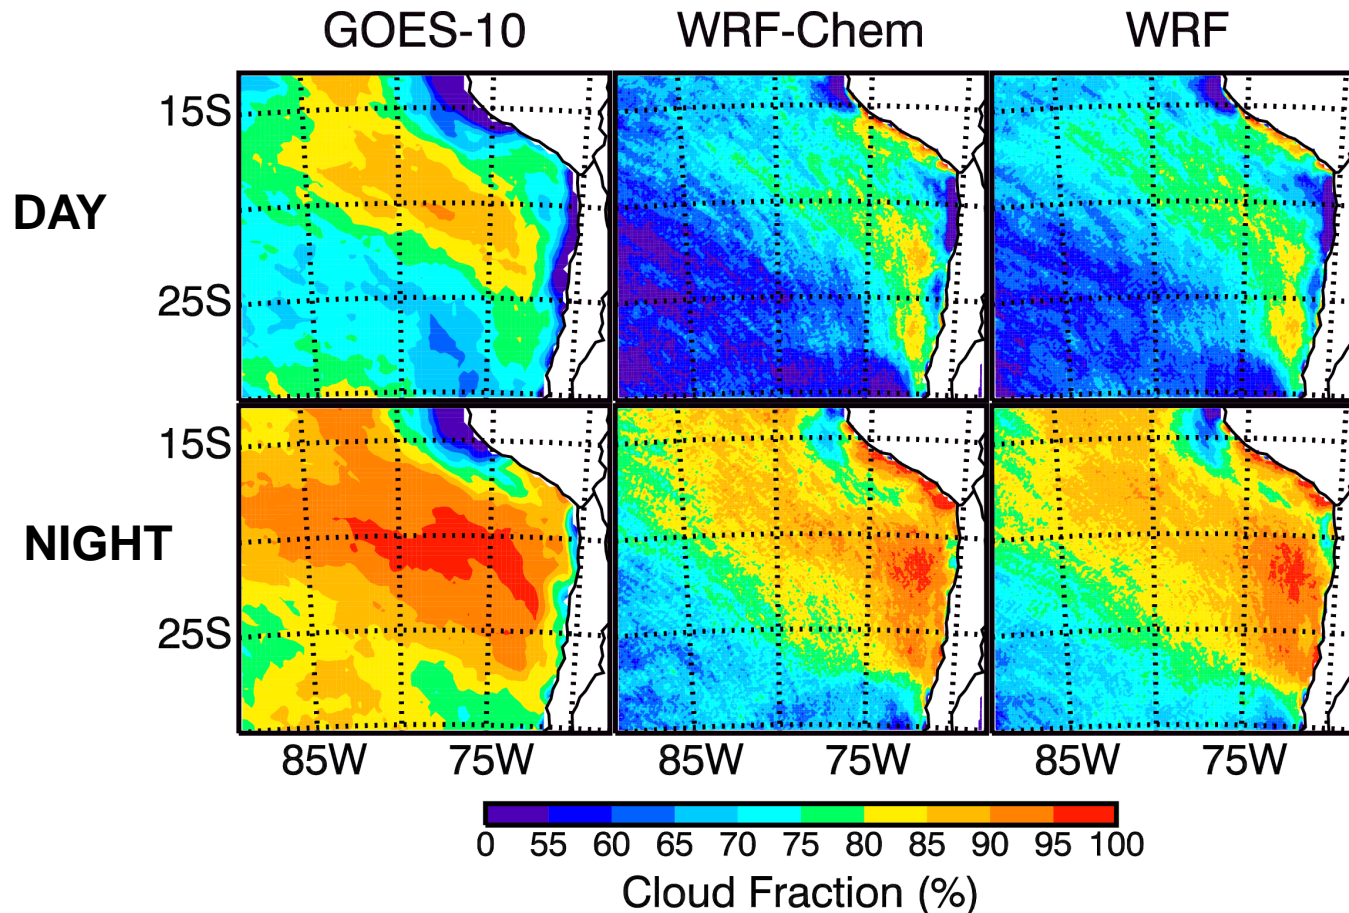 GOES-10 WRF-Chem WRF
15S
DAY
25S
15S
NIGHT
25S
85W 75W 85W 75W 85W 75W
0 55 60 65 70 75 80 85 90 95 100
Cloud Fraction (%)